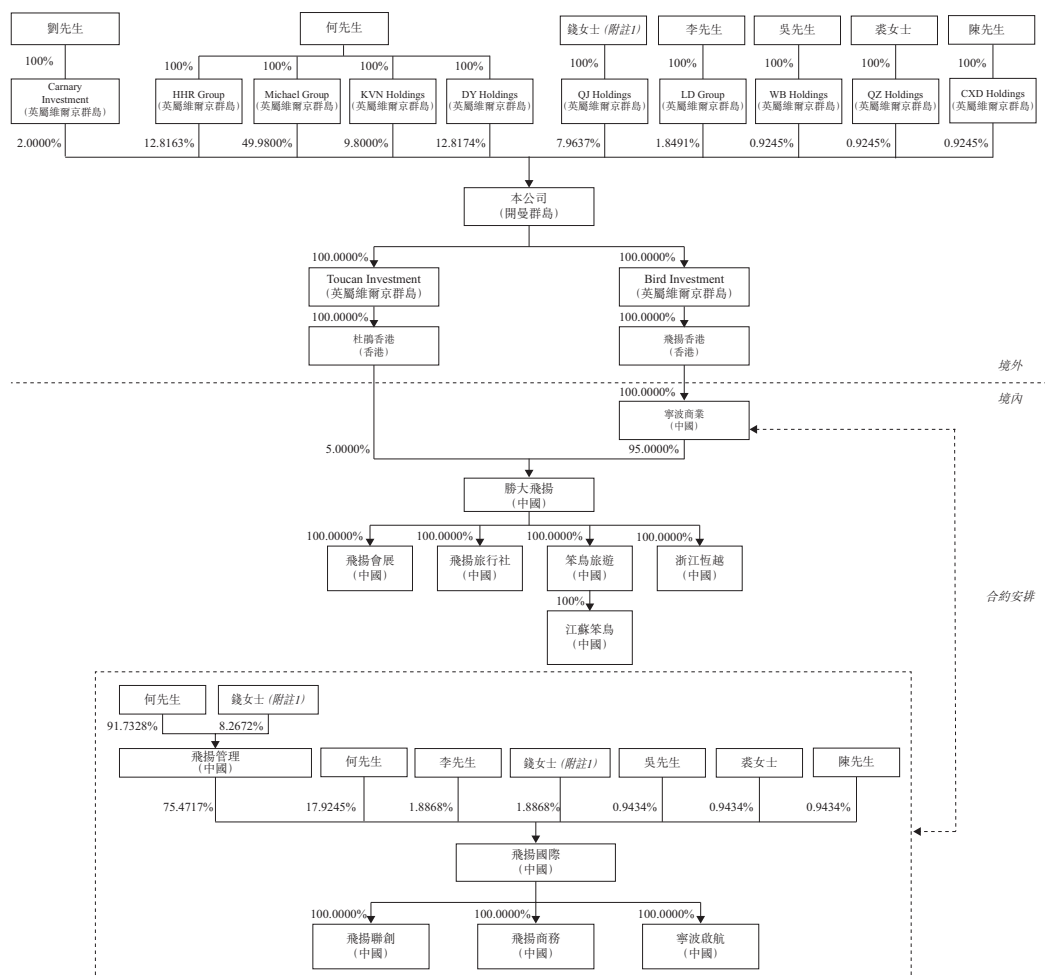 劉先生
何先生
錢女士 (附註1)
李先生
吳先生
裘女士
陳先生
100%
100%
100%
100%
100%
100%
100%
100%
100%
100%
Carnary
Investment
(英屬維爾京群島)
HHR Group
(英屬維爾京群島)
Michael Group
(英屬維爾京群島)
KVN Holdings
(英屬維爾京群島)
DY Holdings
(英屬維爾京群島)
QJ Holdings
(英屬維爾京群島)
LD Group
(英屬維爾京群島)
WB Holdings
(英屬維爾京群島)
QZ Holdings
(英屬維爾京群島)
CXD Holdings
(英屬維爾京群島)
2.0000%
12.8163%
49.9800%
9.8000%
12.8174%
7.9637%
1.8491%
0.9245%
0.9245%
0.9245%
本公司
(開曼群島)
100.0000%
100.0000%
Toucan Investment
(英屬維爾京群島)
Bird Investment
(英屬維爾京群島)
100.0000%
100.0000%
杜鵑香港
(香港)
飛揚香港
(香港)
境外
境內
100.0000%
寧波商業
(中國)
5.0000%
95.0000%
勝大飛揚
(中國)
100.0000%
100.0000%
100.0000%
100.0000%
飛揚會展
(中國)
飛揚旅行社
(中國)
笨鳥旅遊
(中國)
浙江恆越
(中國)
100%
江蘇笨鳥
(中國)
合約安排
何先生
錢女士 (附註1)
91.7328%
8.2672%
飛揚管理
(中國)
何先生
李先生
錢女士 (附註1)
吳先生
裘女士
陳先生
75.4717%
17.9245%
1.8868%
1.8868%
0.9434%
0.9434%
0.9434%
飛揚國際
(中國)
100.0000%
100.0000%
100.0000%
飛揚聯創
(中國)
飛揚商務
(中國)
寧波啟航
(中國)